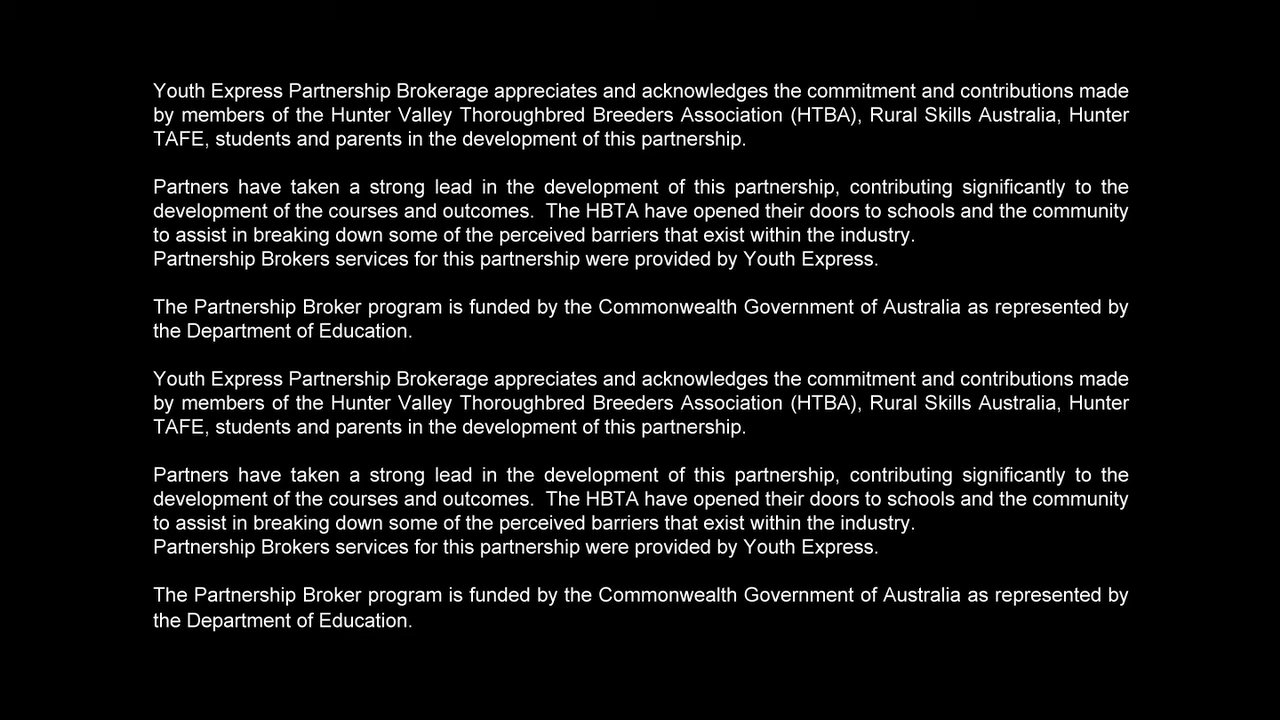 Youth Express Partnership Brokerage appreciates and acknowledges the commitment and contributions made
by members of the Hunter Valley Thoroughbred Breeders Association (HTBA), Rural Skills Australia, Hunter
TAFE, students and parents in the development of this partnership.
Partners have taken a strong lead in the development of this partnership, contributing significantly to the
development of the courses and outcomes.  The HBTA have opened their doors to schools and the community
to assist in breaking down some of the perceived barriers that exist within the industry.
Partnership Brokers services for this partnership were provided by Youth Express.
The Partnership Broker program is funded by the Commonwealth Government of Australia as represented by
the Department of Education.
Youth Express Partnership Brokerage appreciates and acknowledges the commitment and contributions made
by members of the Hunter Valley Thoroughbred Breeders Association (HTBA), Rural Skills Australia, Hunter
TAFE, students and parents in the development of this partnership.
Partners have taken a strong lead in the development of this partnership, contributing significantly to the
development of the courses and outcomes.  The HBTA have opened their doors to schools and the community
to assist in breaking down some of the perceived barriers that exist within the industry.
Partnership Brokers services for this partnership were provided by Youth Express.
The Partnership Broker program is funded by the Commonwealth Government of Australia as represented by
the Department of Education.